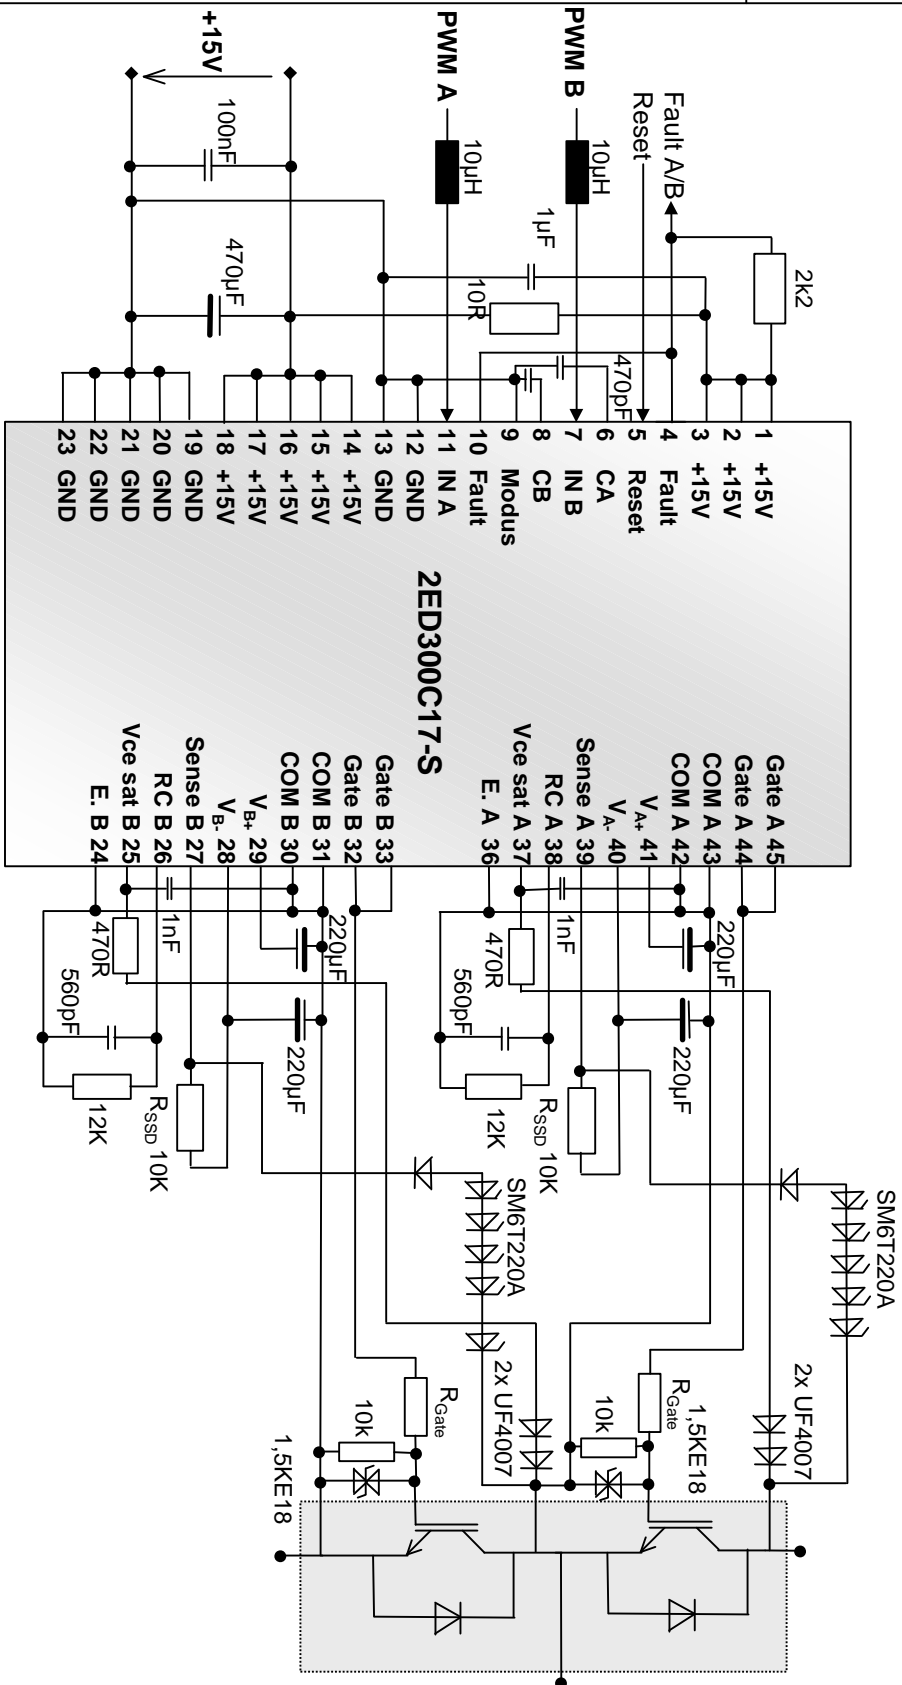 +15V
100nF
470µF
PWM A
10µH
PWM B
10µH
Fault A/B
Reset
1µF
10R
2k2
470pF
1 +15V
2 +15V
3 +15V
4 Fault
5 Reset
6 CA
7 IN B
8 CB
9 Modus
10 Fault
11 IN A
12 GND
13 GND
14 +15V
15 +15V
16 +15V
17 +15V
18 +15V
19 GND
20 GND
21 GND
22 GND
23 GND
2ED300C17-S
Gate A 45
Gate A 44
COM A 43
COM A 42
VA+ 41
VA- 40
Sense A 39
RC A 38
Vce sat A 37
E. A 36
Gate B 33
Gate B 32
COM B 31
COM B 30
VB+ 29
VB- 28
Sense B 27
RC B 26
Vce sat B 25
E. B 24
220µF
220µF
1nF
470R
560pF
12K
RSSD 10K
220µF
220µF
1nF
470R
560pF
12K
RSSD 10K
SM6T220A
2x UF4007
RGate
1,5KE18
10k
SM6T220A
2x UF4007
RGate
10k
1,5KE18